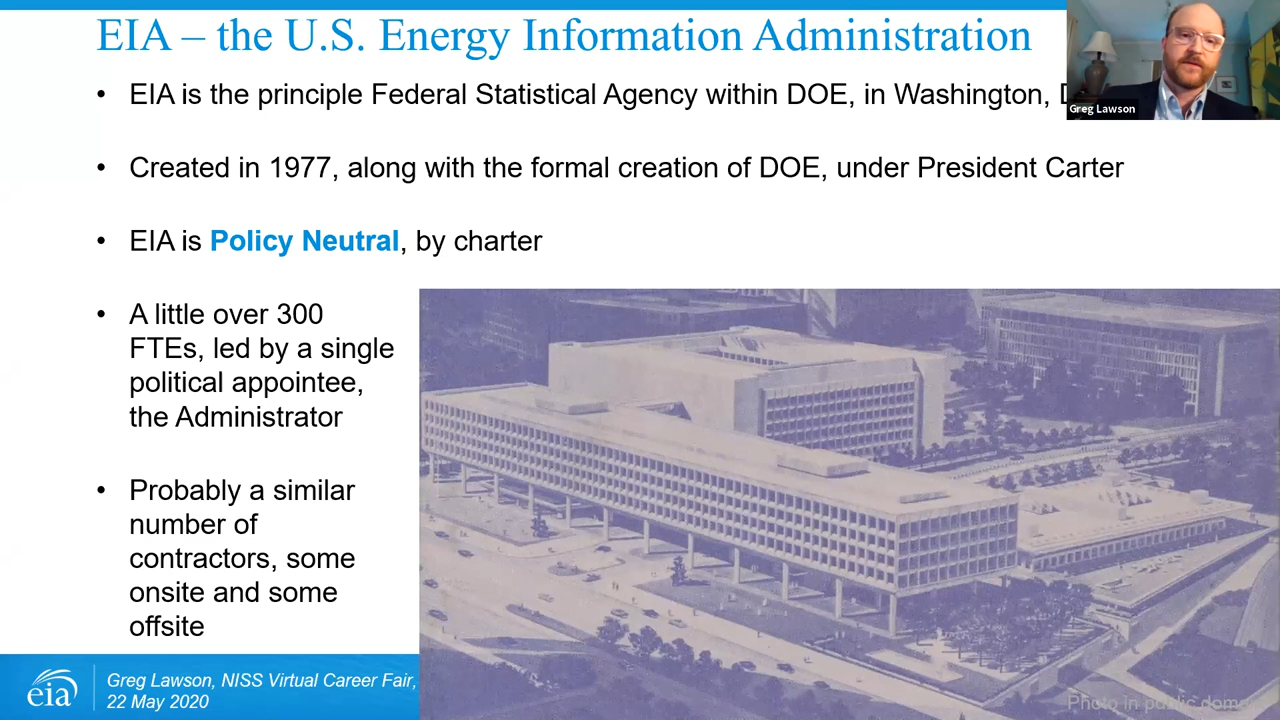 EIA – the U.S. Energy Information Administration
• EIA is the principle Federal Statistical Agency within DOE, in Washington,
Greg Lawson
• Created in 1977, along with the formal creation of DOE, under President Carter
• EIA is Policy Neutral, by charter
• A little over 300
FTEs, led by a single
political appointee,
the Administrator
• Probably a similar
number of
contractors, some
onsite and some
offsite
eia
Greg Lawson, NISS Virtual Career Fair,
22 May 2020
Photo in public